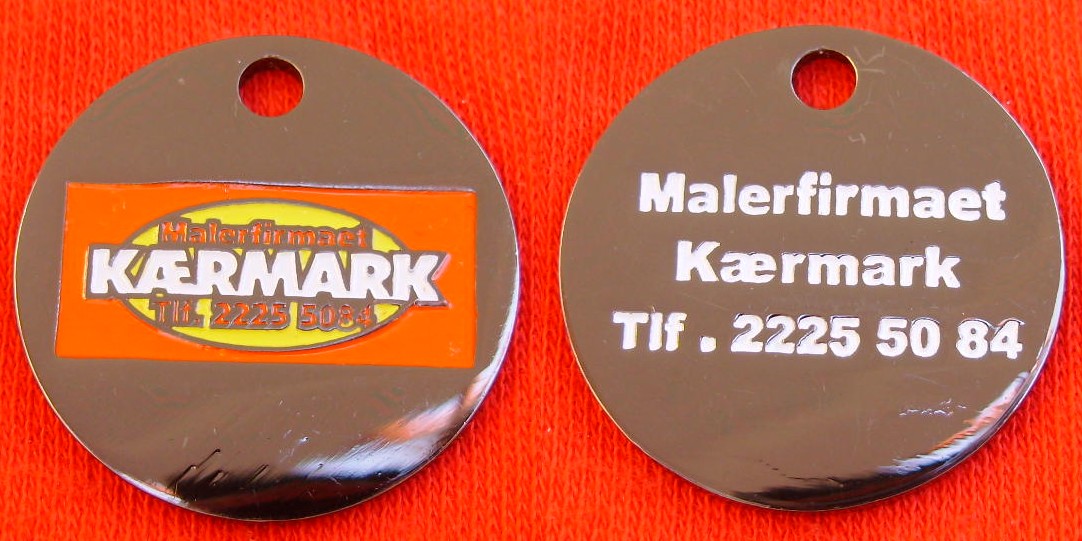 Malerfirmaet
KÆRMARK
Tlf. 2225 5084
Malerfirmaet
Kærmark
Tlf . 2225 50 84